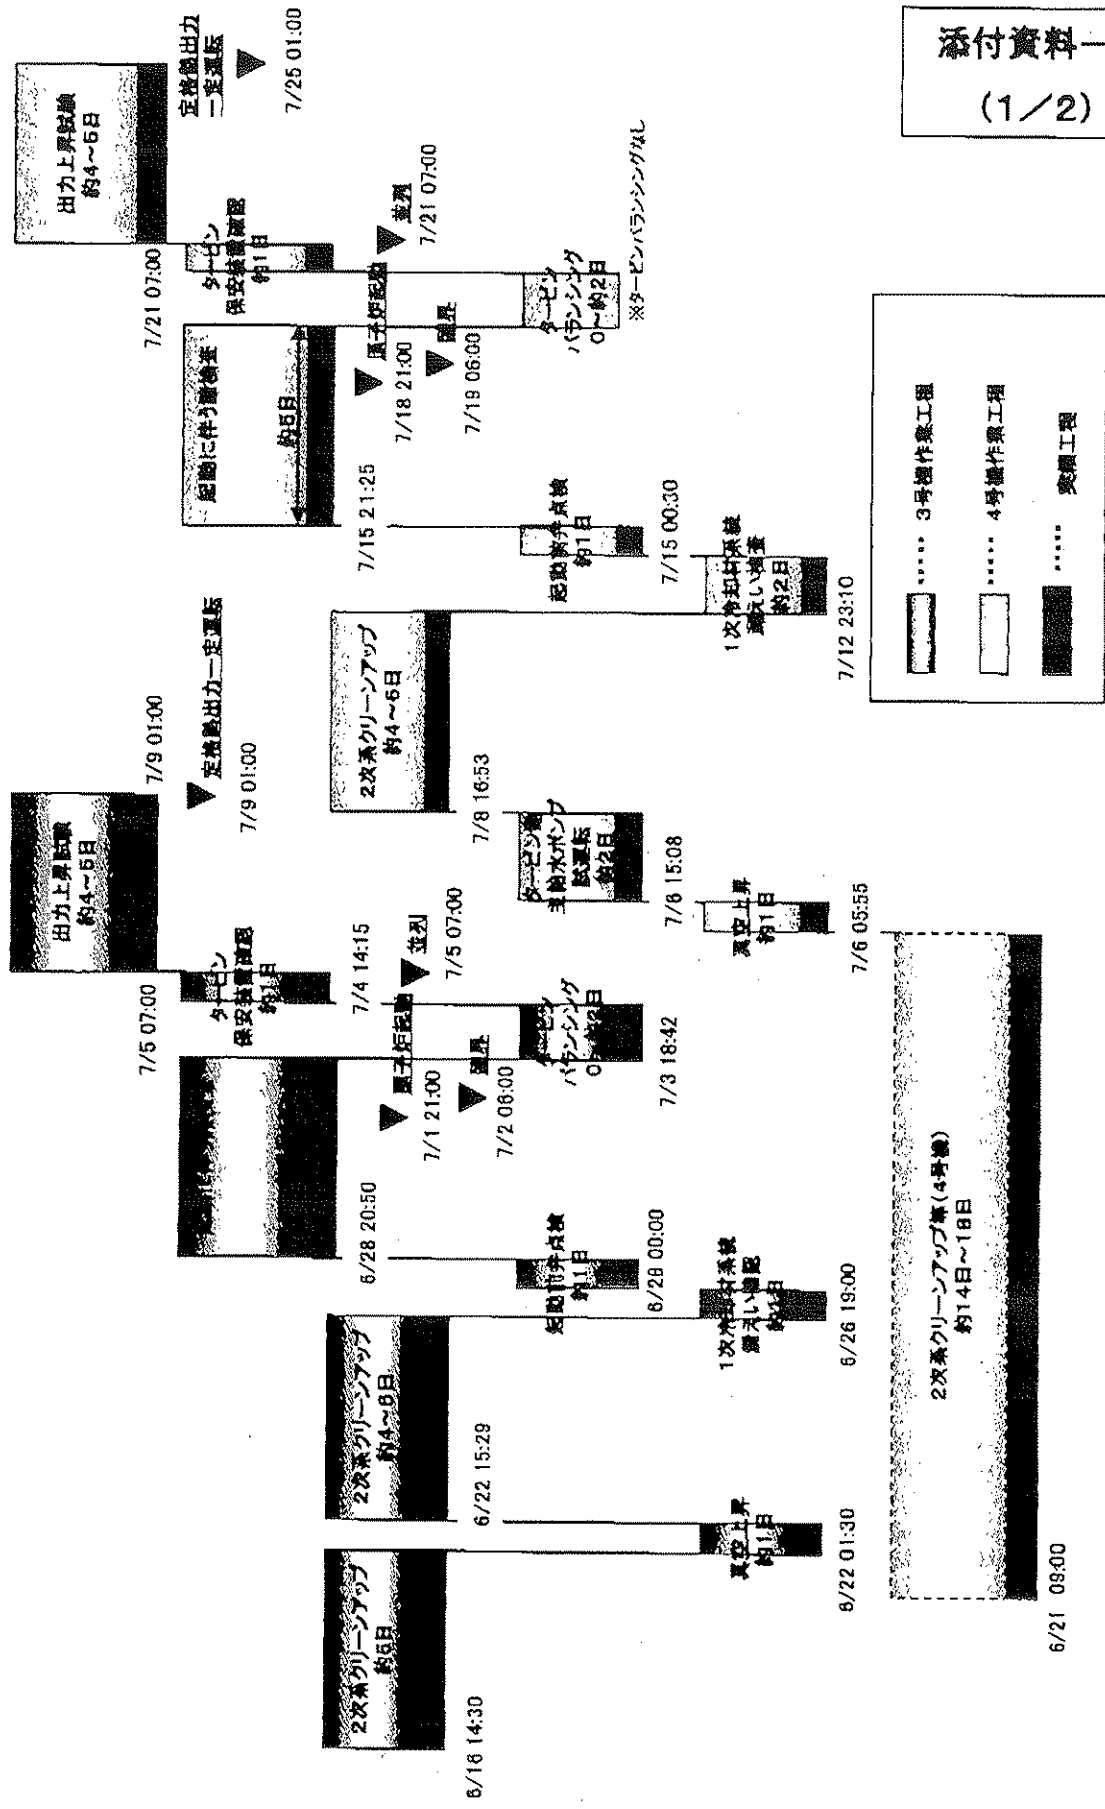 添付資料－
(1／2)
2次系クリーンアップ
約5日
6/16 14:30
真空上昇
約1日
6/22 01:30
2次系クリーンアップ
約4～6日
6/22 15:29
2次系クリーンアップ等(4号機)
約14日～18日
6/21 09:00
1次冷却材系統
漏えい確認
6/26 19:00
起動前弁点検
約1日
6/28 00:00
6/28 20:50
原子炉起動
7/1 21:00
臨界
7/2 06:00
タービン
バランシング
7/3 18:42
タービン
保安装置確認
約1日
7/4 14:15
並列
7/5 07:00
出力上昇試験
約4～5日
7/5 07:00
7/9 01:00
定格熱出力一定運転
7/9 01:00
真空上昇
約1日
7/6 05:55
タービン動
主給水ポンプ
試運転
約2日
7/6 15:08
2次系クリーンアップ
約4～6日
7/8 16:53
1次冷却材系統
漏えい検査
約2日
7/12 23:10
起動前弁点検
約1日
7/15 00:30
起動に伴う諸検査
約5日
7/15 21:25
原子炉起動
7/18 21:00
臨界
7/19 06:00
タービン
バランシング
0～約2日
※タービンバランシングなし
タービン
保安装置確認
約1日
並列
7/21 07:00
出力上昇試験
約4～5日
7/21 07:00
定格熱出力
一定運転
7/25 01:00
3号機作業工程
4号機作業工程
実績工程